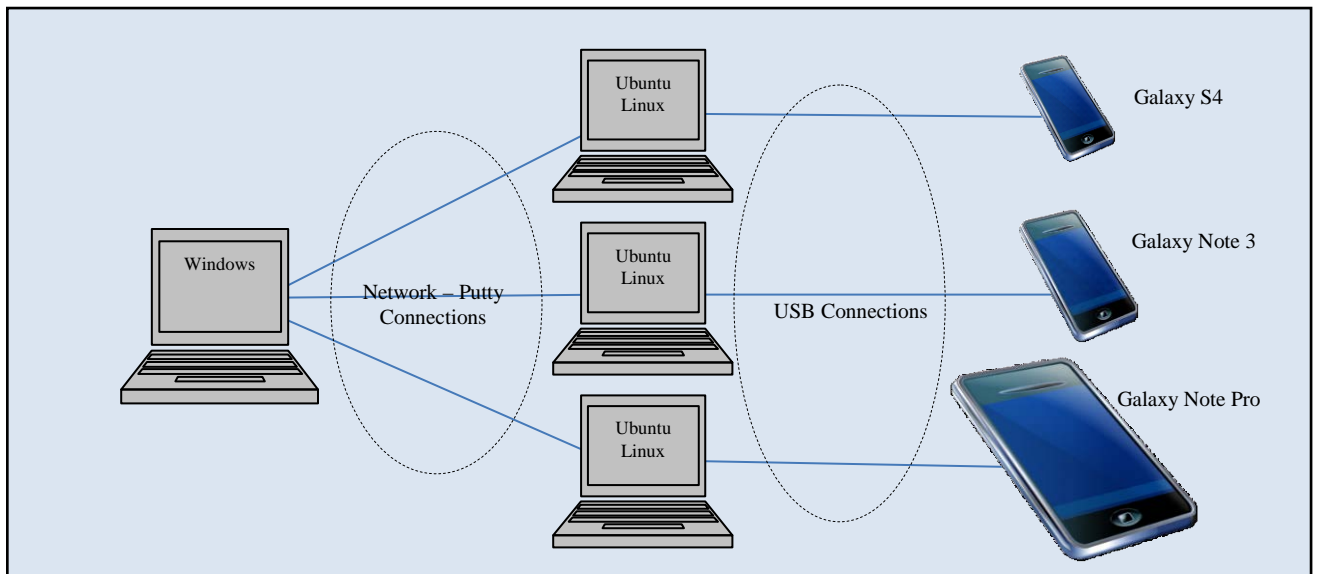 Windows
Network – Putty
Connections
Ubuntu
Linux
Ubuntu
Linux
Ubuntu
Linux
USB Connections
Galaxy S4
Galaxy Note 3
Galaxy Note Pro